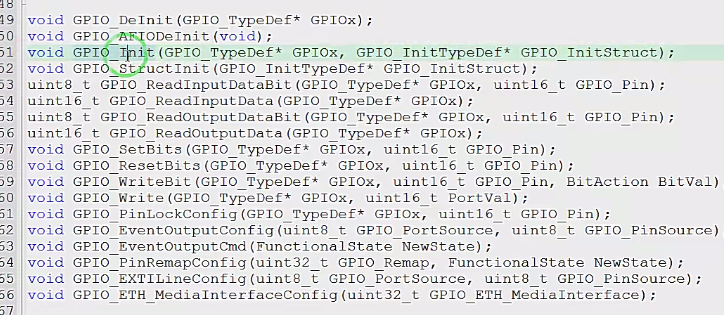 48
49 void GPIO_DeInit(GPIO_TypeDef* GPIOx);
50 void GPIO_AFIODeInit(void);
51 void GPIO_Init(GPIO_TypeDef* GPIOx, GPIO_InitTypeDef* GPIO_InitStruct);
52 void GPIO_StructInit(GPIO_InitTypeDef* GPIO_InitStruct);
53 uint8_t GPIO_ReadInputDataBit(GPIO_TypeDef* GPIOx, uint16_t GPIO_Pin);
54 uint16_t GPIO_ReadInputData(GPIO_TypeDef* GPIOx);
55 uint8_t GPIO_ReadOutputDataBit(GPIO_TypeDef* GPIOx, uint16_t GPIO_Pin);
56 uint16_t GPIO_ReadOutputData(GPIO_TypeDef* GPIOx);
57 void GPIO_SetBits(GPIO_TypeDef* GPIOx, uint16_t GPIO_Pin);
58 void GPIO_ResetBits(GPIO_TypeDef* GPIOx, uint16_t GPIO_Pin);
59 void GPIO_WriteBit(GPIO_TypeDef* GPIOx, uint16_t GPIO_Pin, BitAction BitVal)
60 void GPIO_Write(GPIO_TypeDef* GPIOx, uint16_t PortVal);
61 void GPIO_PinLockConfig(GPIO_TypeDef* GPIOx, uint16_t GPIO_Pin);
62 void GPIO_EventOutputConfig(uint8_t GPIO_PortSource, uint8_t GPIO_PinSource)
63 void GPIO_EventOutputCmd(FunctionalState NewState);
64 void GPIO_PinRemapConfig(uint32_t GPIO_Remap, FunctionalState NewState);
65 void GPIO_EXTILineConfig(uint8_t GPIO_PortSource, uint8_t GPIO_PinSource);
66 void GPIO_ETH_MediaInterfaceConfig(uint32_t GPIO_ETH_MediaInterface);
67